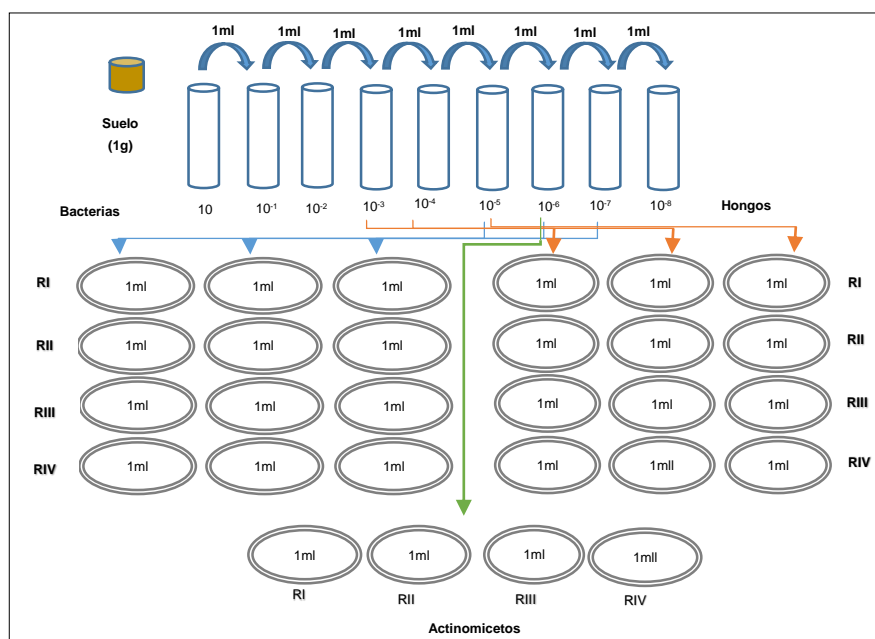 1ml 1ml 1ml 1ml 1ml 1ml 1ml 1ml
Suelo
(1g)
10 10-1 10-2 10-3 10-4 10-5 10-6 10-7 10-8
Bacterias Hongos
RI 1ml 1ml 1ml 1ml 1ml 1ml RI
RII 1ml 1ml 1ml 1ml 1ml 1ml RII
RIII 1ml 1ml 1ml 1ml 1ml 1ml RIII
RIV 1ml 1ml 1ml 1ml 1mll 1ml RIV
1ml 1ml 1ml 1mll
RI RII RIII RIV
Actinomicetos